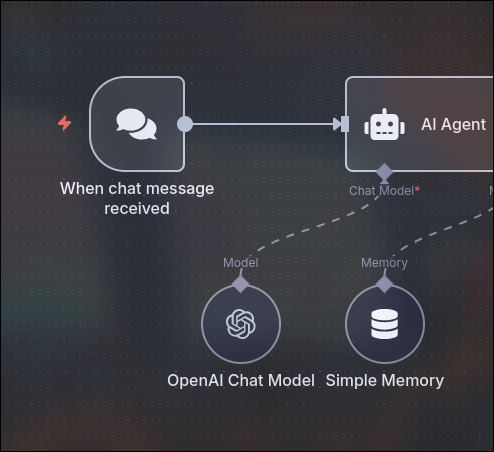 AI Agent
When chat message
received
Chat Model*
Model
Memory
OpenAI Chat Model
Simple Memory